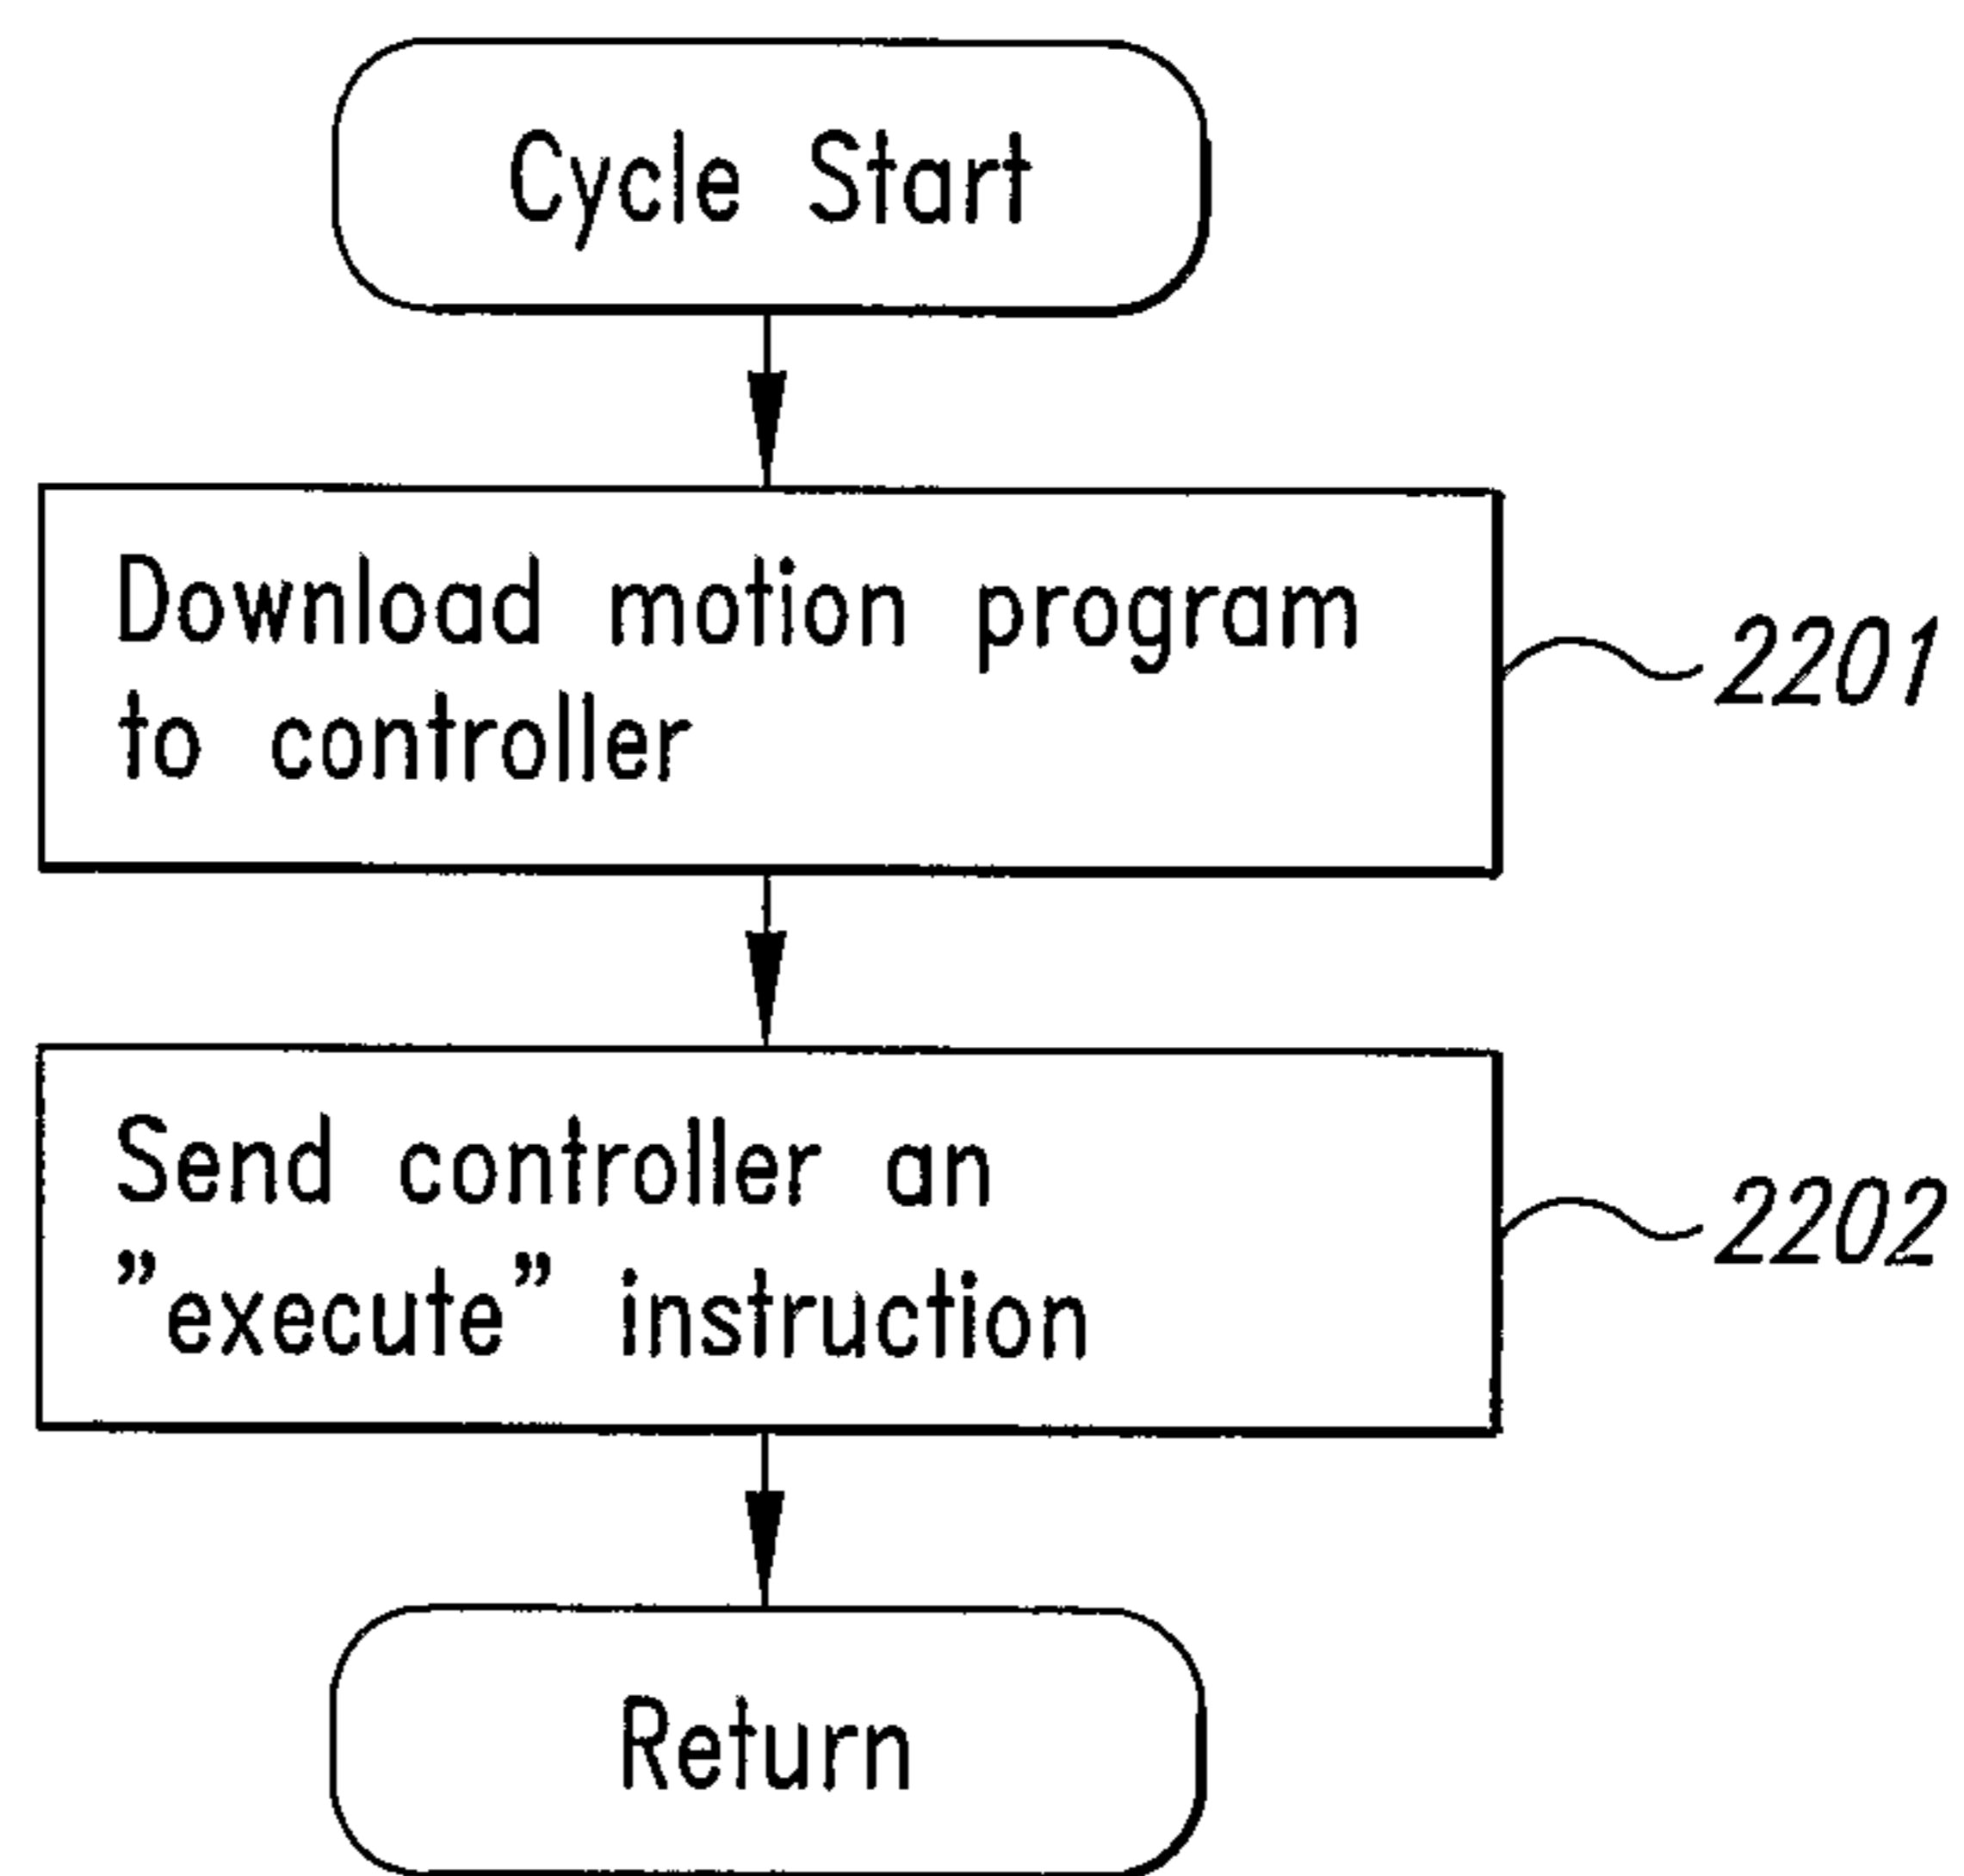 Cycle Start
Download motion program
to controller
2201
Send controller an
”execute” instruction
2202
Return